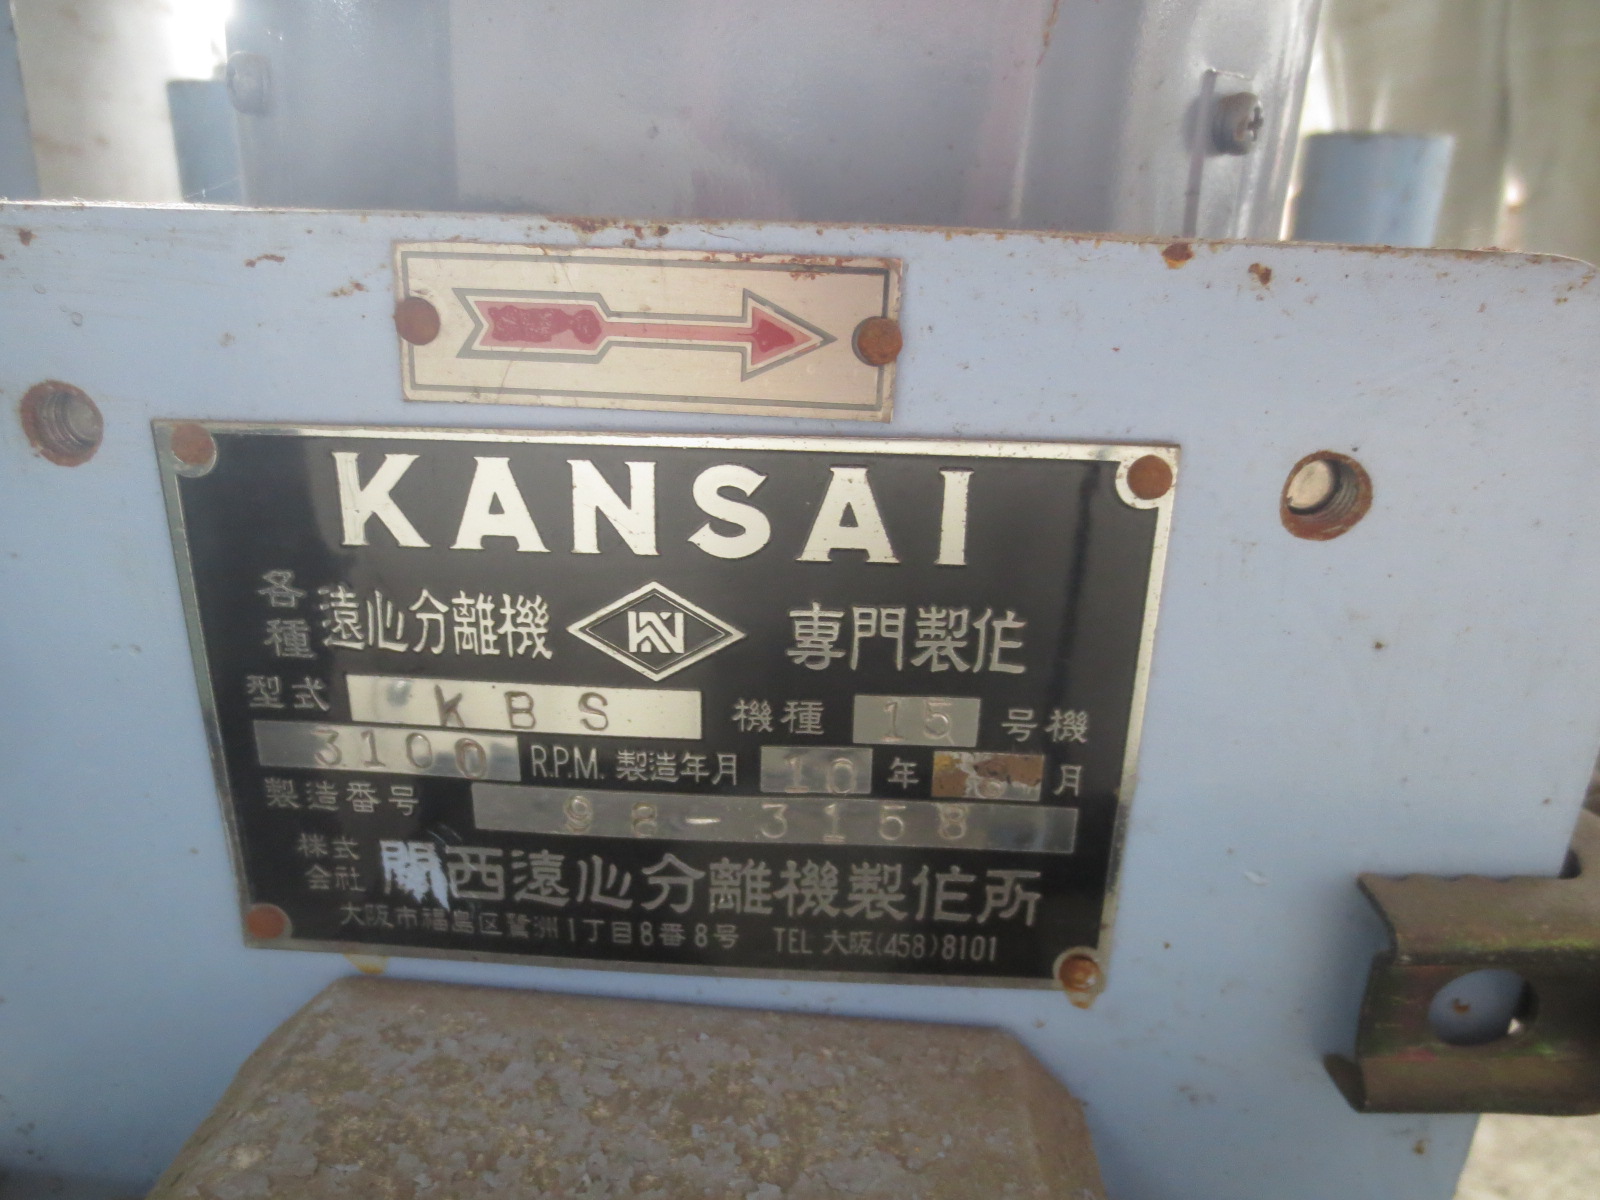 KANSAI
各種 遠心分離機 専門製作
型式 KBS 機種 15 号機
3100 R.P.M. 製造年月 10 年 6 月
製造番号 98-3158
株式会社 関西遠心分離機製作所
大阪市福島区鷺洲1丁目8番8号 TEL 大阪(458)8101